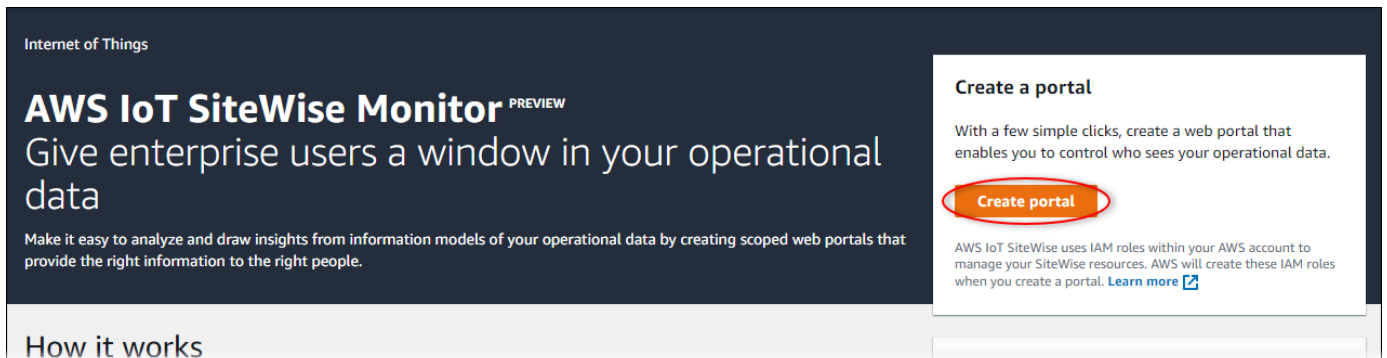 Internet of Things
AWS IoT SiteWise Monitor PREVIEW
Give enterprise users a window in your operational
data
Make it easy to analyze and draw insights from information models of your operational data by creating scoped web portals that
provide the right information to the right people.
Create a portal
With a few simple clicks, create a web portal that
enables you to control who sees your operational data.
Create portal
AWS IoT SiteWise uses IAM roles within your AWS account to
manage your SiteWise resources. AWS will create these IAM roles
when you create a portal. Learn more
How it works